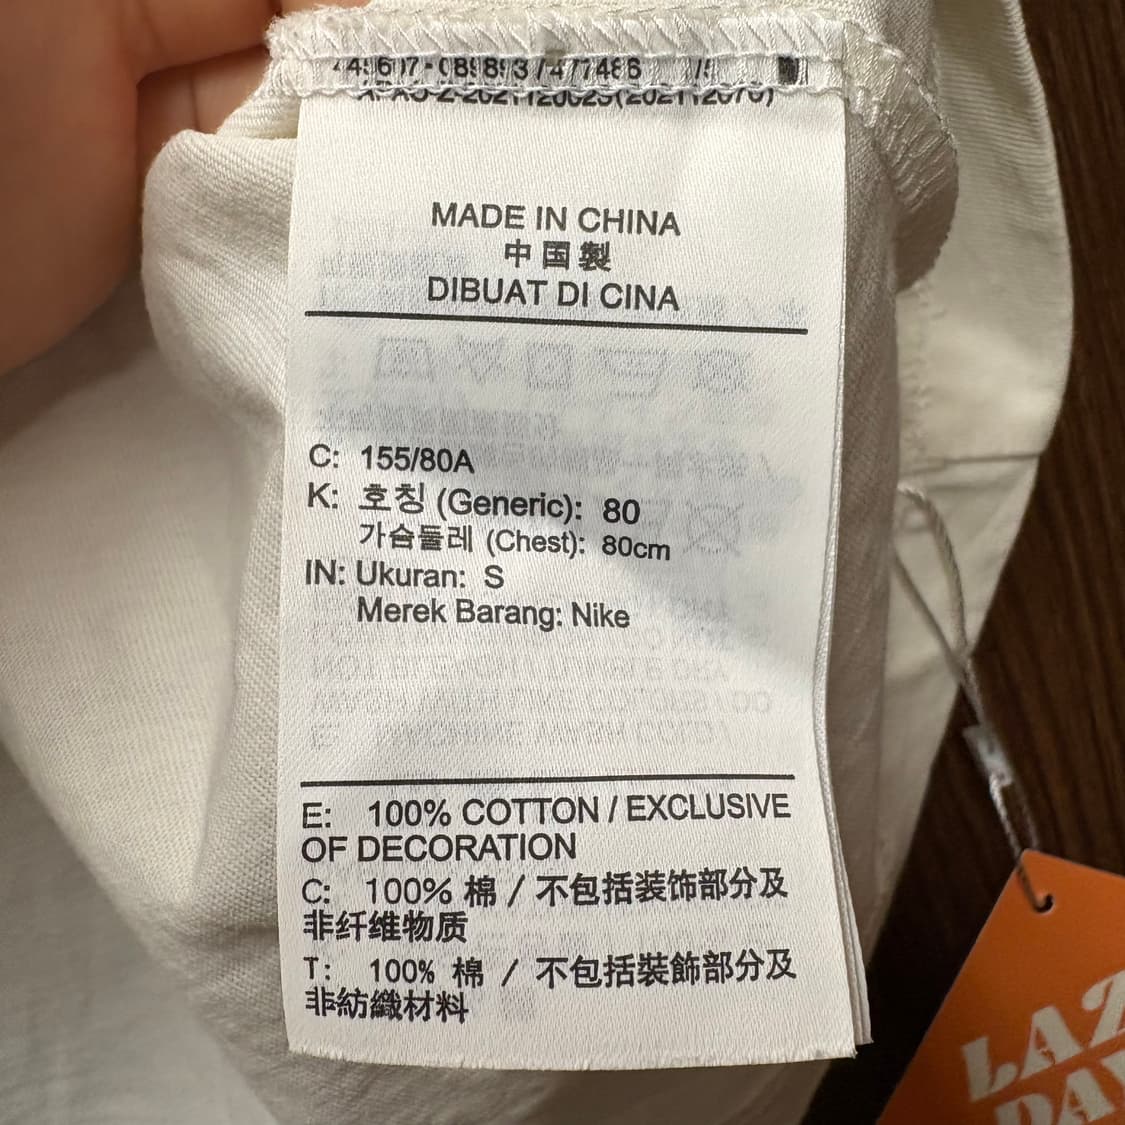 MADE IN CHINA
中国製
DIBUAT DI CINA
C: 155/80A
K: 호칭 (Generic): 80
가슴둘레 (Chest): 80cm
IN: Ukuran: S
Merek Barang: Nike
E: 100% COTTON / EXCLUSIVE
OF DECORATION
C: 100% 棉 / 不包括装饰部分及
非纤维物质
T: 100% 棉 / 不包括裝飾部分及
非紡織材料